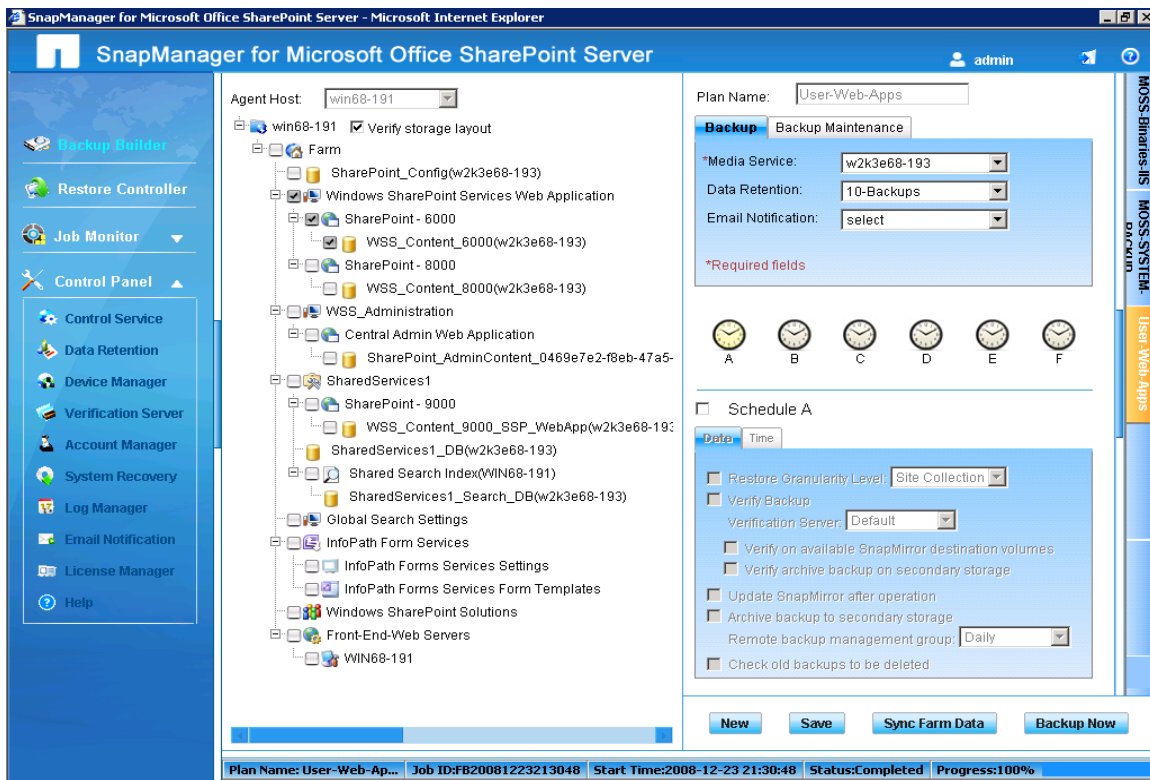 SnapManager for Microsoft Office SharePoint Server - Microsoft Internet Explorer
SnapManager for Microsoft Office SharePoint Server
admin
Backup Builder
Restore Controller
Job Monitor
Control Panel
Control Service
Data Retention
Device Manager
Verification Server
Account Manager
System Recovery
Log Manager
Email Notification
License Manager
Help
Agent Host: win68-191
win68-191 Verify storage layout
Farm
SharePoint_Config(w2k3e68-193)
Windows SharePoint Services Web Application
SharePoint - 6000
WSS_Content_6000(w2k3e68-193)
SharePoint - 8000
WSS_Content_8000(w2k3e68-193)
WSS_Administration
Central Admin Web Application
SharePoint_AdminContent_0469e7e2-f8eb-47a5-
SharedServices1
SharePoint - 9000
WSS_Content_9000_SSP_WebApp(w2k3e68-193
SharedServices1_DB(w2k3e68-193)
Shared Search Index(WIN68-191)
SharedServices1_Search_DB(w2k3e68-193)
Global Search Settings
InfoPath Form Services
InfoPath Forms Services Settings
InfoPath Forms Services Form Templates
Windows SharePoint Solutions
Front-End-Web Servers
WIN68-191
Plan Name: User-Web-Apps
Backup Backup Maintenance
*Media Service: w2k3e68-193
Data Retention: 10-Backups
Email Notification: select
*Required fields
A B C D E F
Schedule A
Data Time
Restore Granularity Level: Site Collection
Verify Backup
Verification Server: Default
Verify on available SnapMirror destination volumes
Verify archive backup on secondary storage
Update SnapMirror after operation
Archive backup to secondary storage
Remote backup management group: Daily
Check old backups to be deleted
New Save Sync Farm Data Backup Now
MOSS-Binaries-IIS
MOSS-SYSTEM-
BACKUP
User-Web-Apps
Plan Name: User-Web-Ap... Job ID:FB20081223213048 Start Time:2008-12-23 21:30:48 Status:Completed Progress:100%